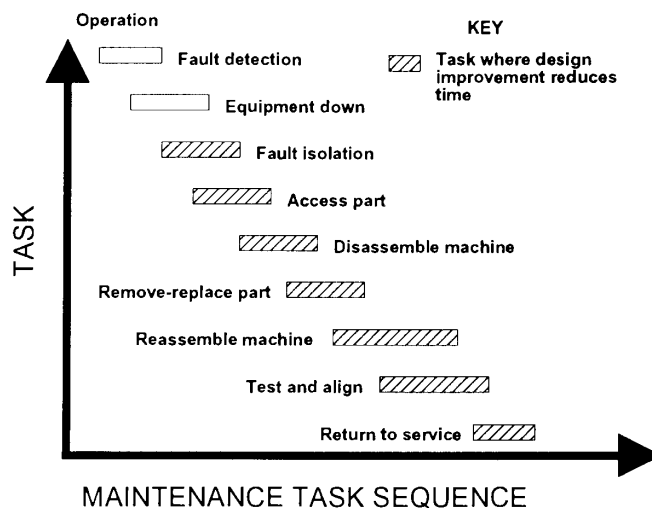 Operation
KEY
Fault detection
Task where design
improvement reduces
time
Equipment down
Fault isolation
Access part
TASK
Disassemble machine
Remove-replace part
Reassemble machine
Test and align
Return to service
MAINTENANCE TASK SEQUENCE